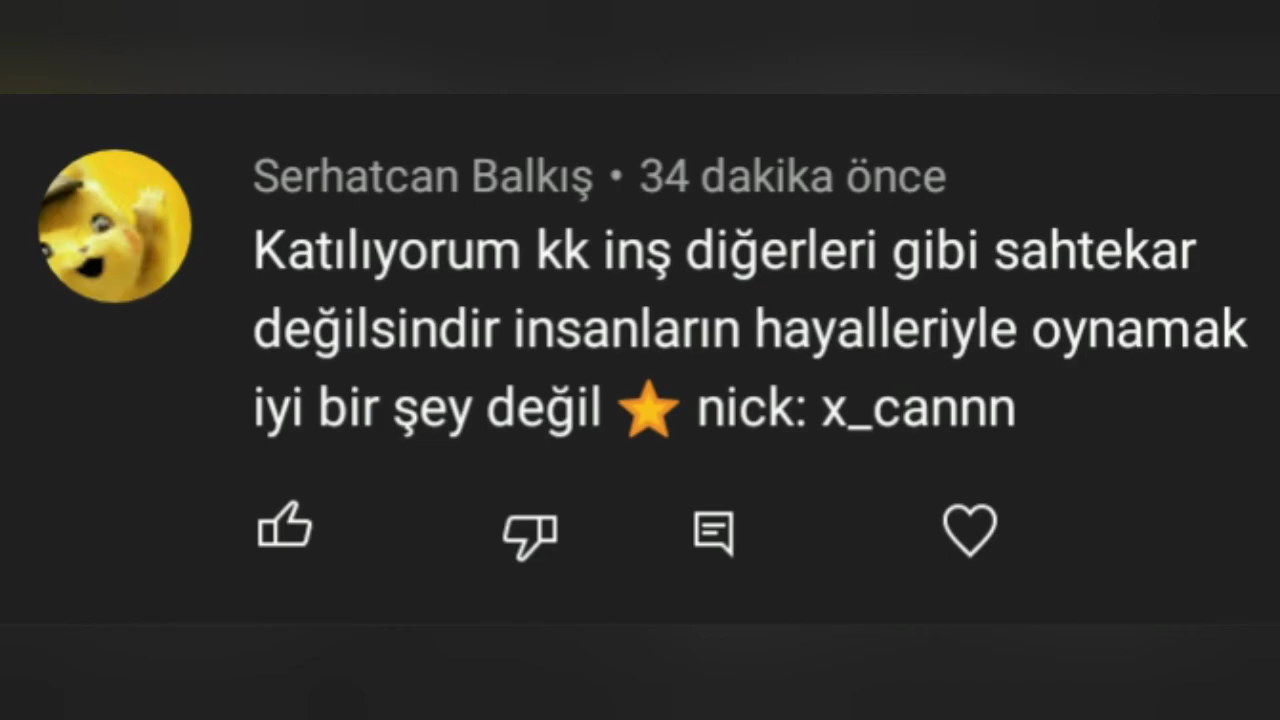 Serhatcan Balkış • 34 dakika önce
Katılıyorum kk inş diğerleri gibi sahtekar
değilsindir insanların hayalleriyle oynamak
iyi bir şey değil ⭐ nick: x_cannn